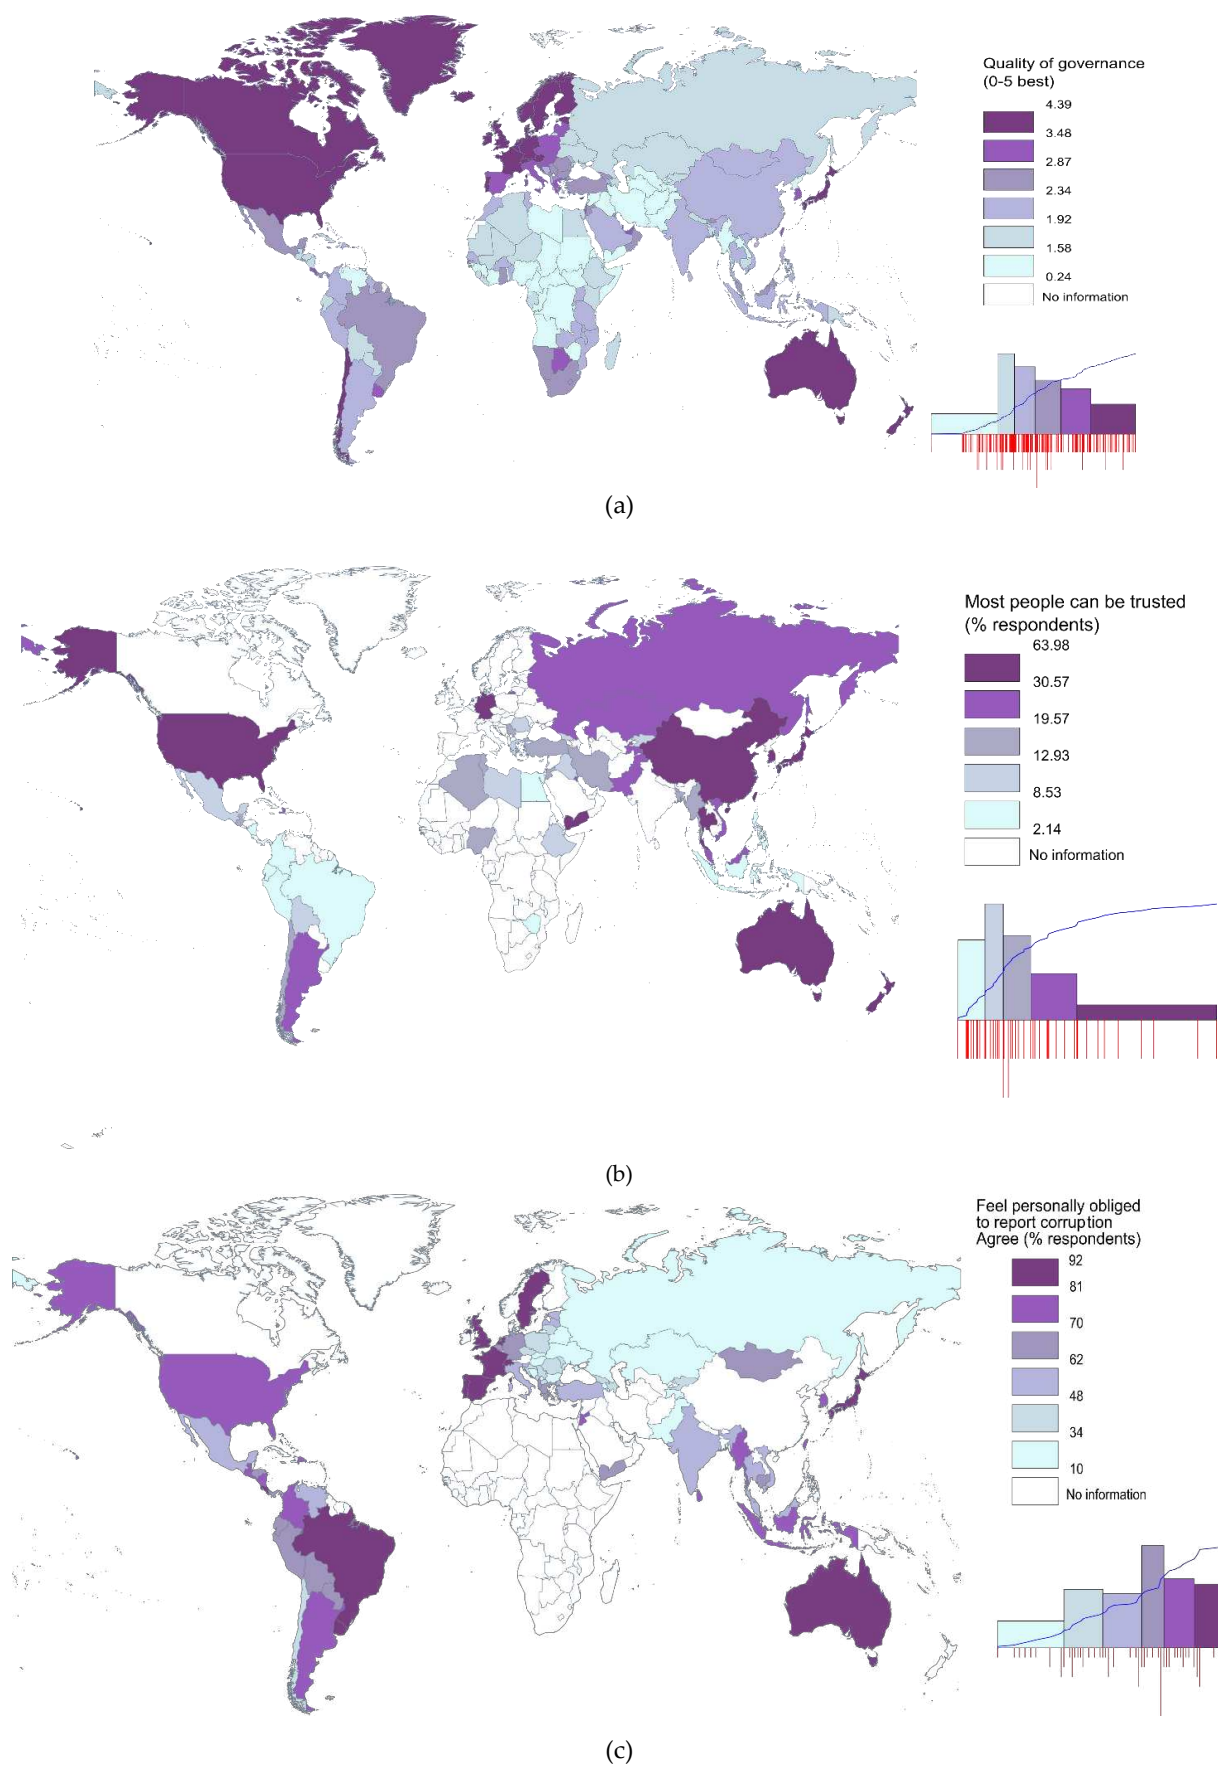 Quality of governance
(0-5 best)
4.39
3.48
2.87
2.34
1.92
1.58
0.24
No information
(a)
Most people can be trusted
(% respondents)
63.98
30.57
19.57
12.93
8.53
2.14
No information
(b)
Feel personally obliged
to report corruption
Agree (% respondents)
92
81
70
62
48
34
10
No information
(c)